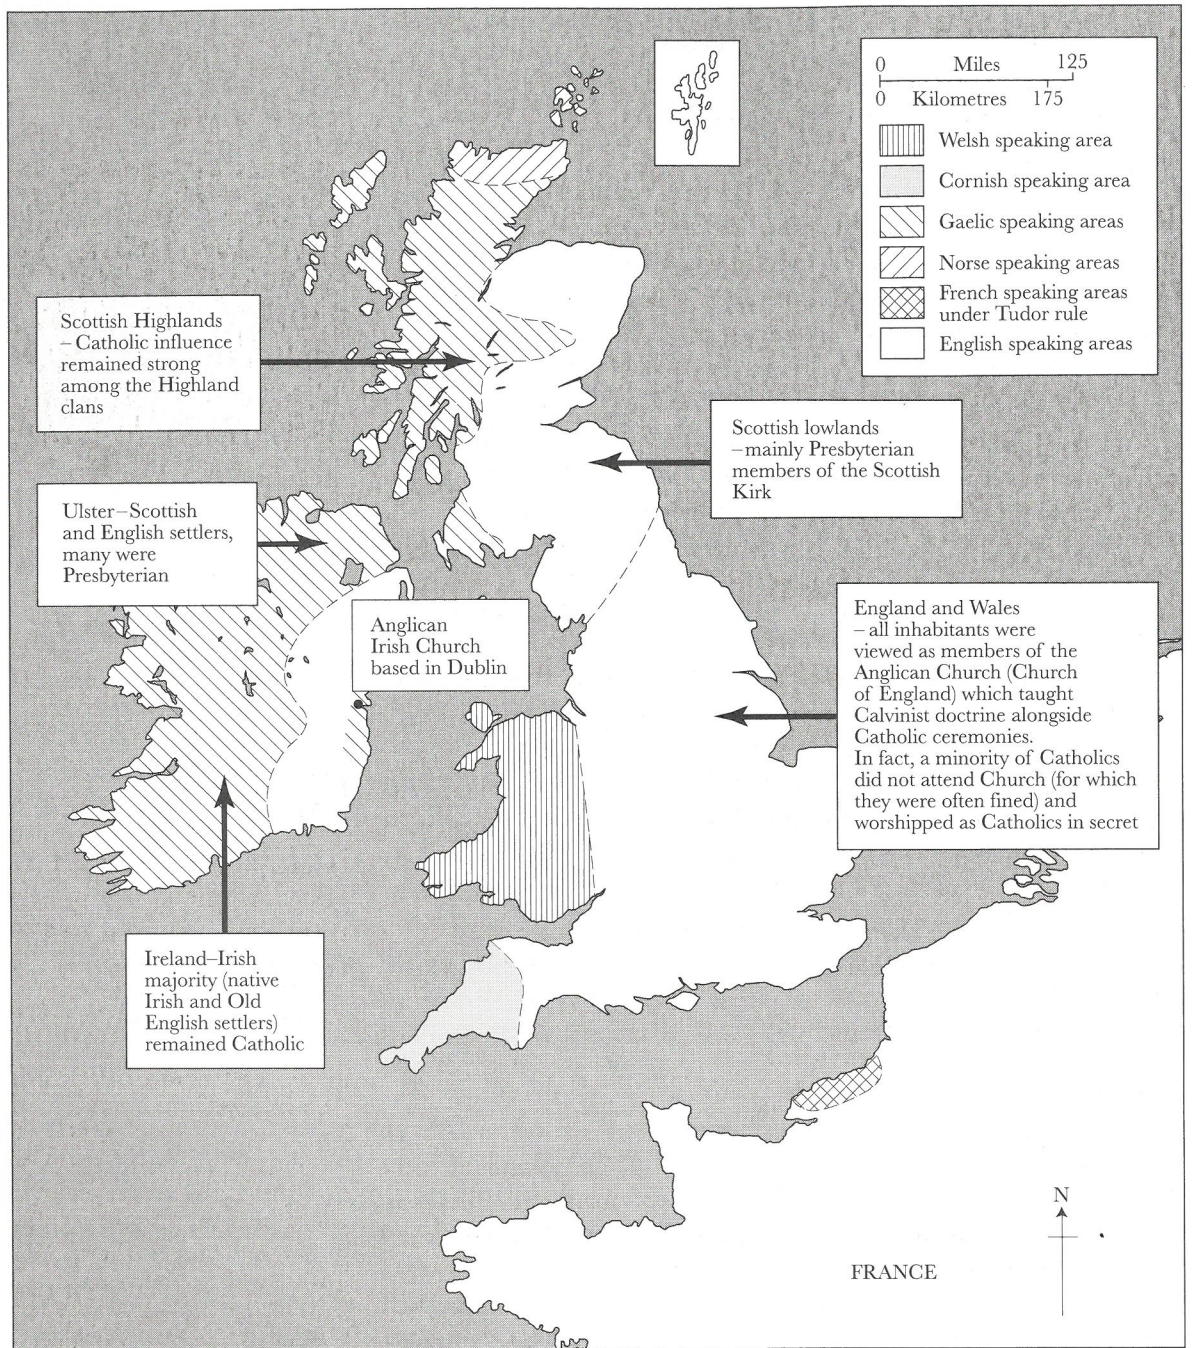 0 Miles 125
0 Kilometres 175
Welsh speaking area
Cornish speaking area
Gaelic speaking areas
Norse speaking areas
French speaking areas
under Tudor rule
English speaking areas
Scottish Highlands
– Catholic influence
remained strong
among the Highland
clans
Scottish lowlands
–mainly Presbyterian
members of the Scottish
Kirk
Ulster–Scottish
and English settlers,
many were
Presbyterian
Anglican
Irish Church
based in Dublin
England and Wales
– all inhabitants were
viewed as members of the
Anglican Church (Church
of England) which taught
Calvinist doctrine alongside
Catholic ceremonies.
In fact, a minority of Catholics
did not attend Church (for which
they were often fined) and
worshipped as Catholics in secret
Ireland–Irish
majority (native
Irish and Old
English settlers)
remained Catholic
N
FRANCE